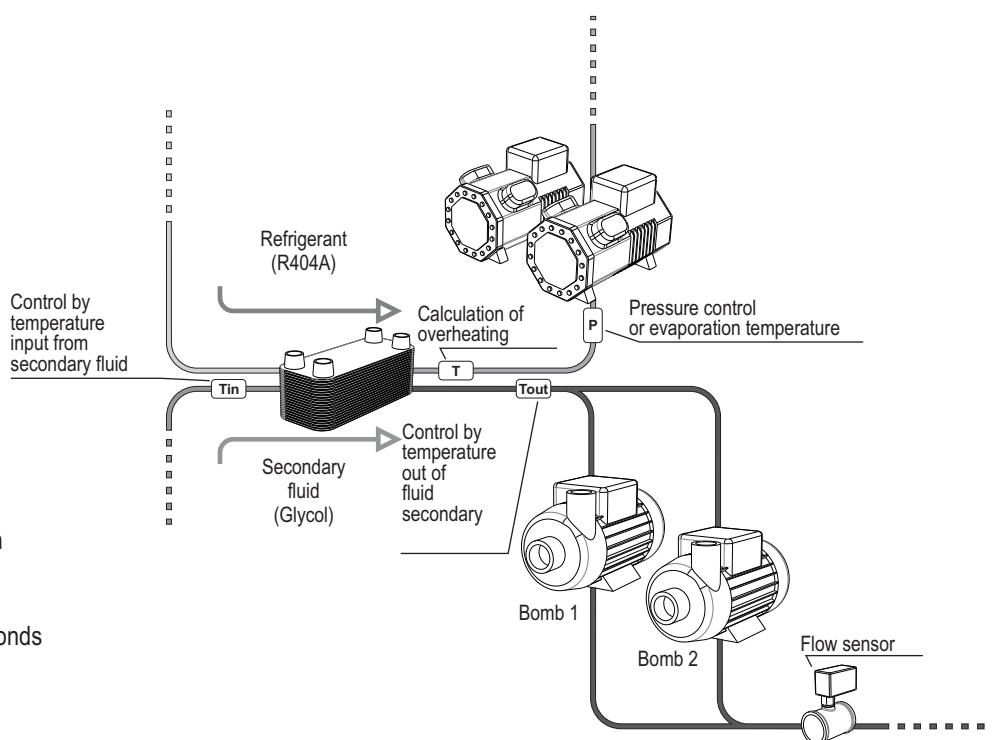 Refrigerant
(R404A)
Control by
temperature
input from
secondary fluid
Calculation of
overheating
P
Pressure control
or evaporation temperature
T
Tin
Tout
Secondary
fluid
(Glycol)
Control by
temperature
out of
fluid
secondary
n
onds
Bomb 1
Bomb 2
Flow sensor